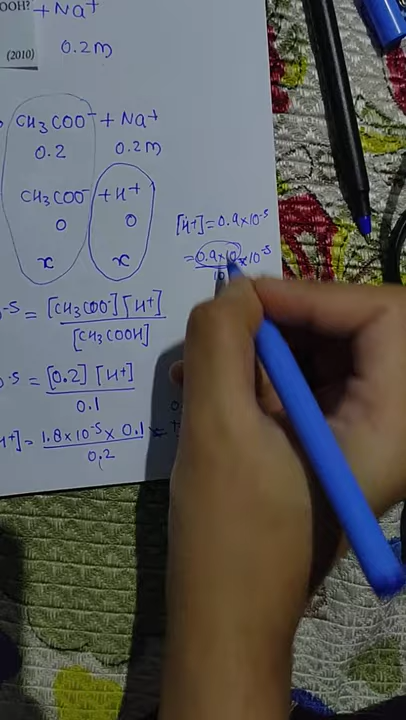 OOH?
+ Na⁺
(2010)
0.2m
CH₃COO⁻ + Na⁺
0.2 0.2m
CH₃COO⁻ + H⁺
0 0
x x
[H⁺] = 0.9×10⁻⁵
= 0.9×10/10 ×10⁻⁵
0⁻⁵ = [CH₃COO⁻] [H⁺]/[CH₃COOH]
0⁻⁵ = [0.2] [H⁺]/0.1
H⁺] = 1.8×10⁻⁵ × 0.1/0.2 =